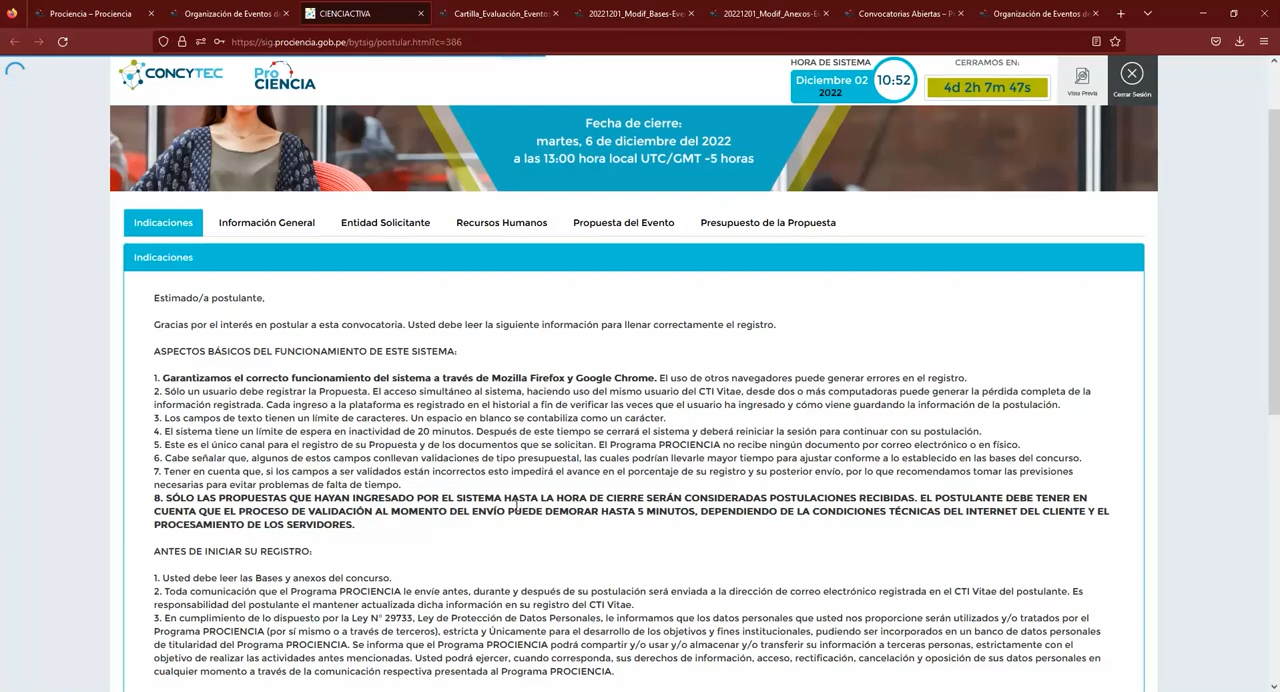 Prociencia – Prociencia
Organización de Eventos d
CIENCIACTIVA
Cartilla_Evaluación_Evento
20221201_Modif_Bases-Eve
20221201_Modif_Anexos-E
Convocatorias Abiertas – P
Organización de Eventos d
https://sig.prociencia.gob.pe/bytsig/postular.html?c=386
CONCYTEC
Pro
CIENCIA
HORA DE SISTEMA
Diciembre 02
2022
10:52
CERRAMOS EN:
4d 2h 7m 47s
Vista Previa
Cerrar Sesión
Fecha de cierre:
martes, 6 de diciembre del 2022
a las 13:00 hora local UTC/GMT -5 horas
Indicaciones Información General Entidad Solicitante Recursos Humanos Propuesta del Evento Presupuesto de la Propuesta
Indicaciones
Estimado/a postulante,
Gracias por el interés en postular a esta convocatoria. Usted debe leer la siguiente información para llenar correctamente el registro.
ASPECTOS BÁSICOS DEL FUNCIONAMIENTO DE ESTE SISTEMA:
1. Garantizamos el correcto funcionamiento del sistema a través de Mozilla Firefox y Google Chrome. El uso de otros navegadores puede generar errores en el registro.
2. Sólo un usuario debe registrar la Propuesta. El acceso simultáneo al sistema, haciendo uso del mismo usuario del CTI Vitae, desde dos o más computadoras puede generar la pérdida completa de la
información registrada. Cada ingreso a la plataforma es registrado en el historial a fin de verificar las veces que el usuario ha ingresado y cómo viene guardando la información de la postulación.
3. Los campos de texto tienen un límite de caracteres. Un espacio en blanco se contabiliza como un carácter.
4. El sistema tiene un límite de espera en inactividad de 20 minutos. Después de este tiempo se cerrará el sistema y deberá reiniciar la sesión para continuar con su postulación.
5. Este es el único canal para el registro de su Propuesta y de los documentos que se solicitan. El Programa PROCIENCIA no recibe ningún documento por correo electrónico o en físico.
6. Cabe señalar que, algunos de estos campos conllevan validaciones de tipo presupuestal, las cuales podrían llevarle mayor tiempo para ajustar conforme a lo establecido en las bases del concurso.
7. Tener en cuenta que, si los campos a ser validados están incorrectos esto impedirá el avance en el porcentaje de su registro y su posterior envío, por lo que recomendamos tomar las previsiones
necesarias para evitar problemas de falta de tiempo.
8. SÓLO LAS PROPUESTAS QUE HAYAN INGRESADO POR EL SISTEMA HASTA LA HORA DE CIERRE SERÁN CONSIDERADAS POSTULACIONES RECIBIDAS. EL POSTULANTE DEBE TENER EN
CUENTA QUE EL PROCESO DE VALIDACIÓN AL MOMENTO DEL ENVÍO PUEDE DEMORAR HASTA 5 MINUTOS, DEPENDIENDO DE LA CONDICIONES TÉCNICAS DEL INTERNET DEL CLIENTE Y EL
PROCESAMIENTO DE LOS SERVIDORES.
ANTES DE INICIAR SU REGISTRO:
1. Usted debe leer las Bases y anexos del concurso.
2. Toda comunicación que el Programa PROCIENCIA le envíe antes, durante y después de su postulación será enviada a la dirección de correo electrónico registrada en el CTI Vitae del postulante. Es
responsabilidad del postulante el mantener actualizada dicha información en su registro del CTI Vitae.
3. En cumplimiento de lo dispuesto por la Ley N° 29733, Ley de Protección de Datos Personales, le informamos que los datos personales que usted nos proporcione serán utilizados y/o tratados por el
Programa PROCIENCIA (por sí mismo o a través de terceros), estricta y Únicamente para el desarrollo de los objetivos y fines institucionales, pudiendo ser incorporados en un banco de datos personales
de titularidad del Programa PROCIENCIA. Se informa que el Programa PROCIENCIA podrá compartir y/o usar y/o almacenar y/o transferir su información a terceras personas, estrictamente con el
objetivo de realizar las actividades antes mencionadas. Usted podrá ejercer, cuando corresponda, sus derechos de información, acceso, rectificación, cancelación y oposición de sus datos personales en
cualquier momento a través de la comunicación respectiva presentada al Programa PROCIENCIA.